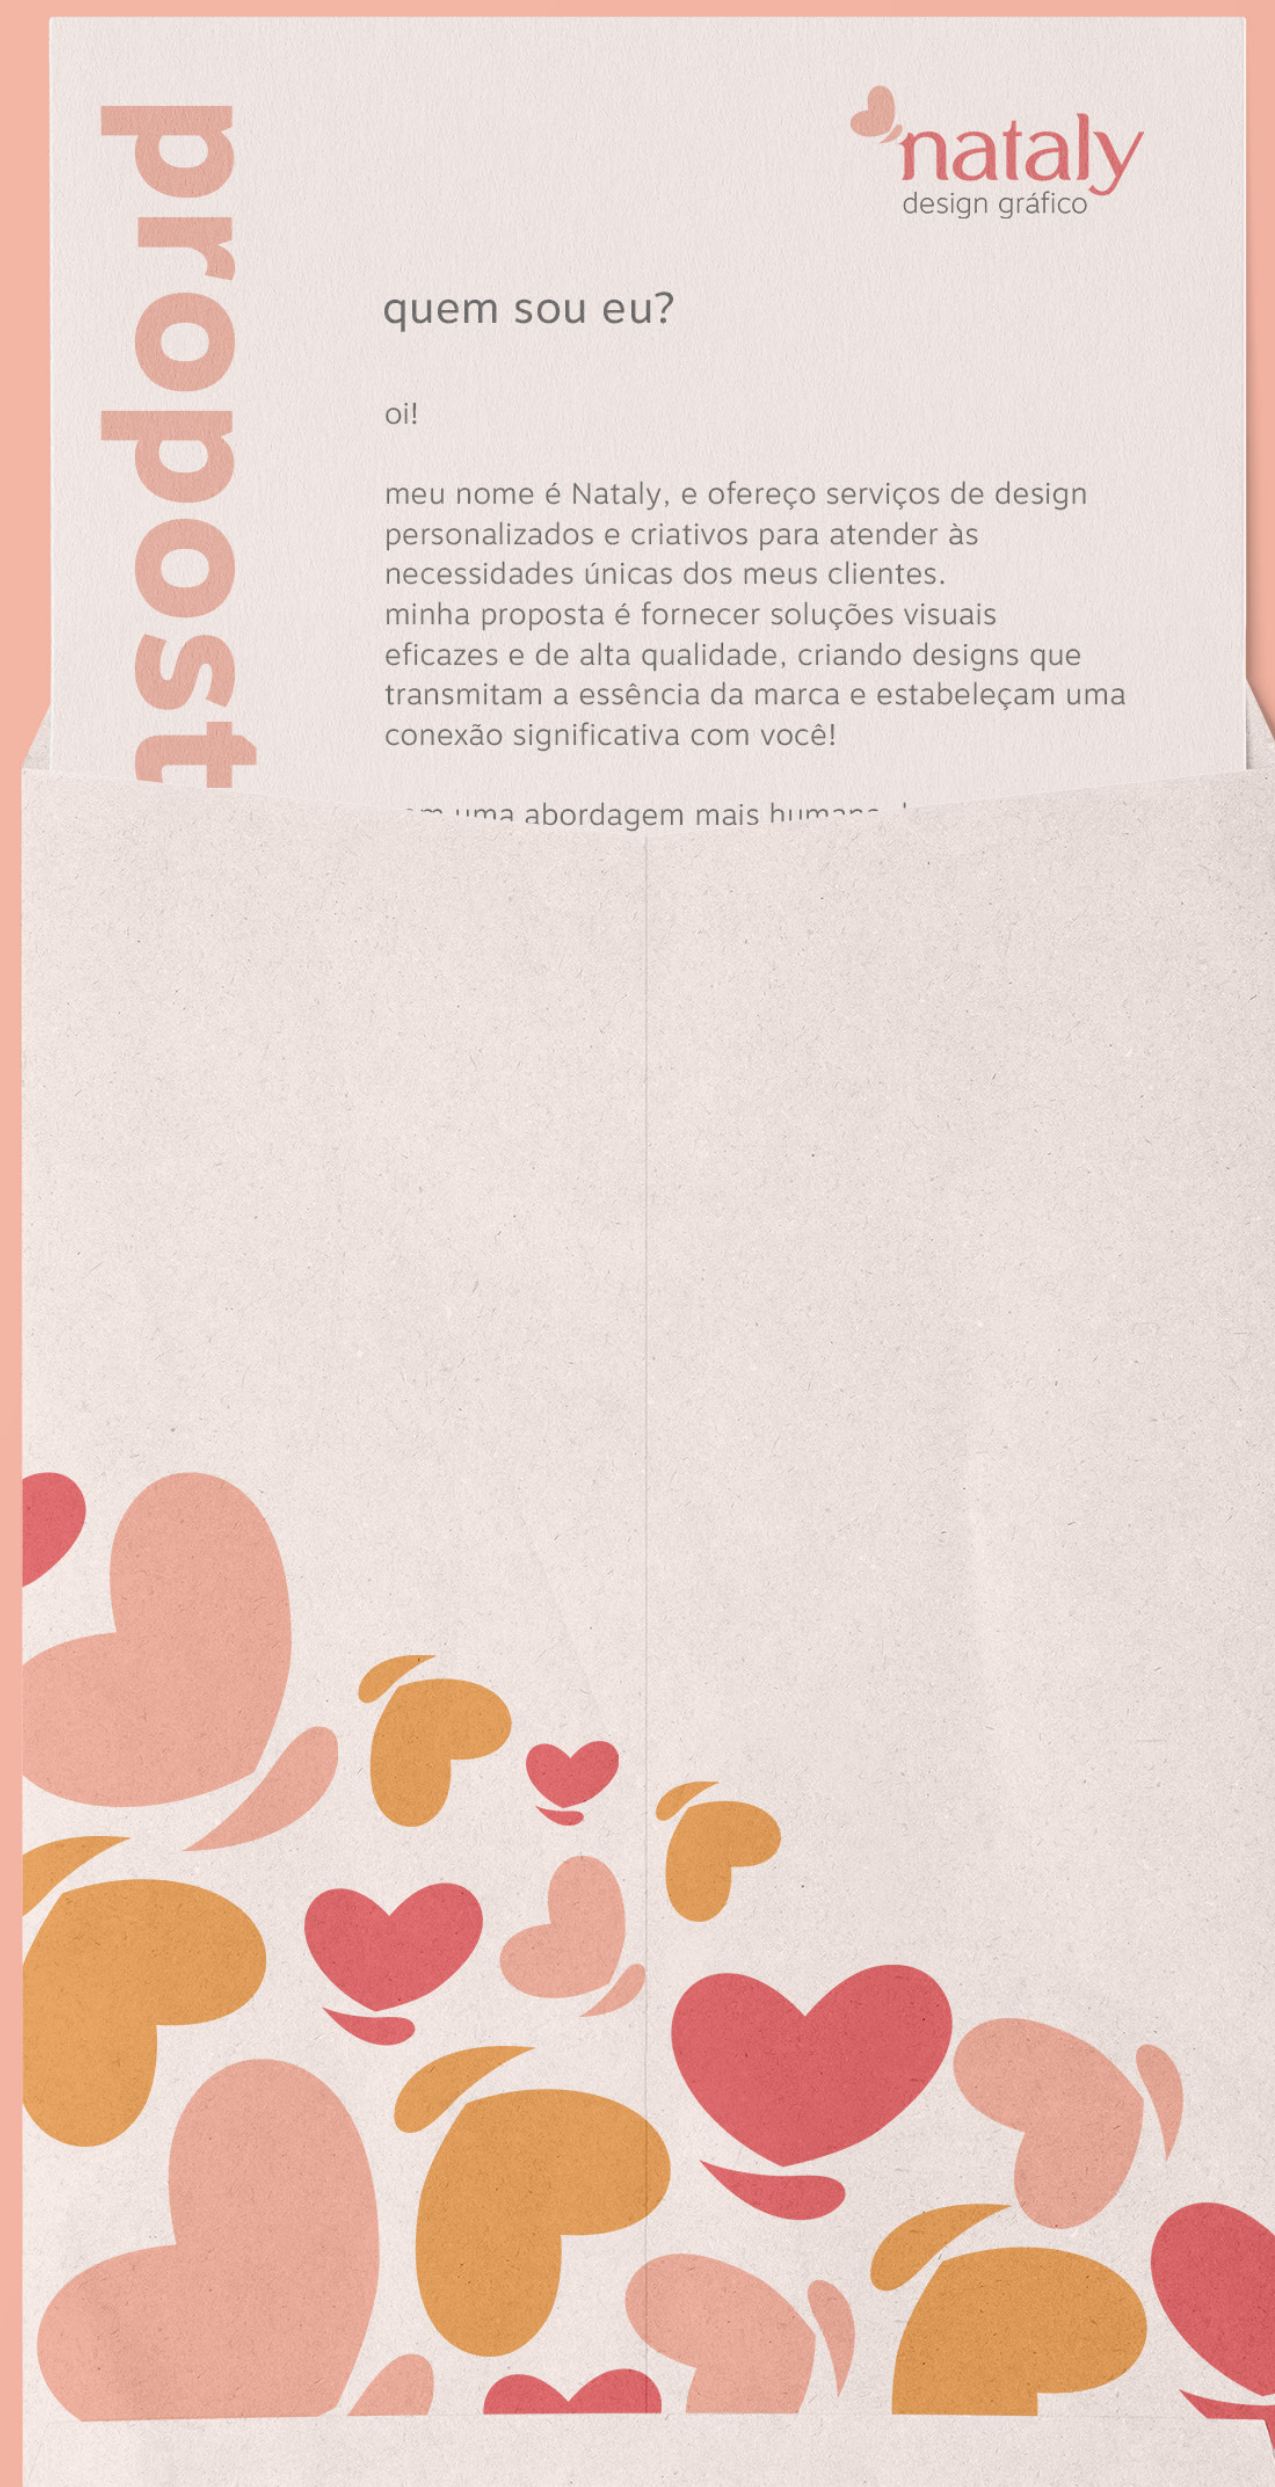 propost
nataly
design gráfico
quem sou eu?
oi!
meu nome é Nataly, e ofereço serviços de design
personalizados e criativos para atender às
necessidades únicas dos meus clientes.
minha proposta é fornecer soluções visuais
eficazes e de alta qualidade, criando designs que
transmitam a essência da marca e estabeleçam uma
conexão significativa com você!
uma abordagem mais